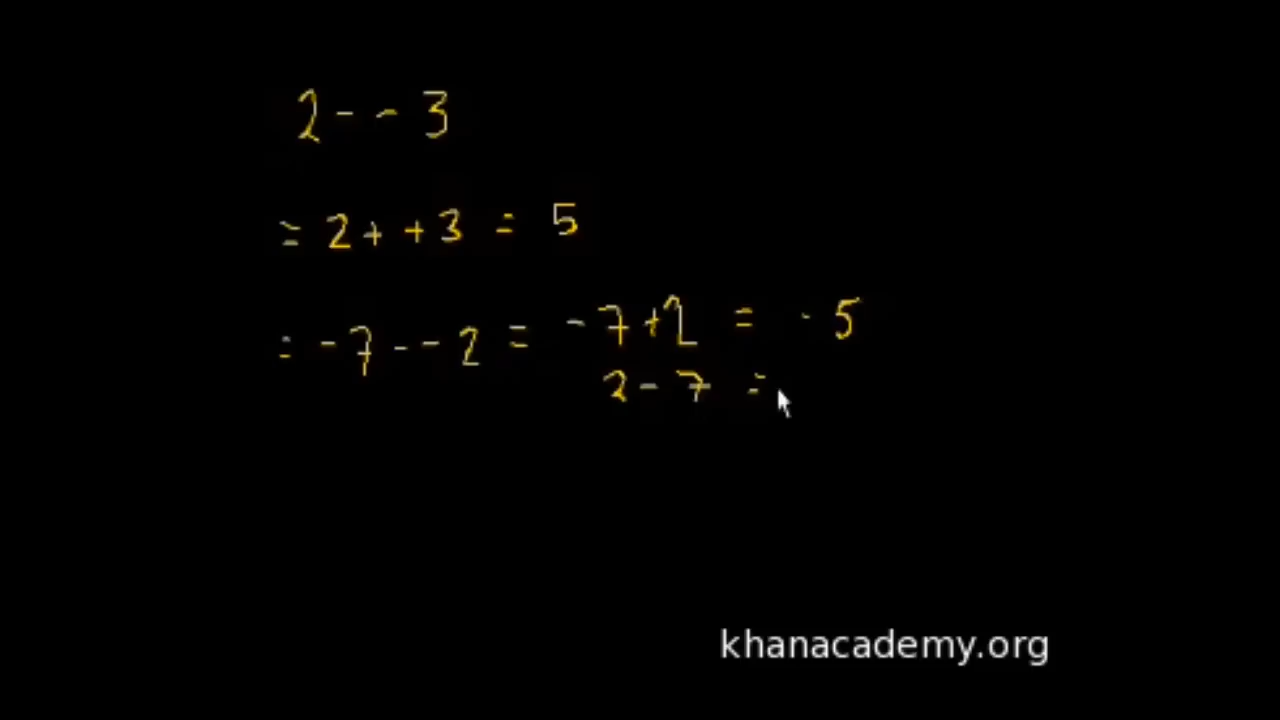 2 - - 3
= 2 + + 3 = 5
= -7 - - 2 = -7 + 2 = -5
2 - 7 =
khanacademy.org